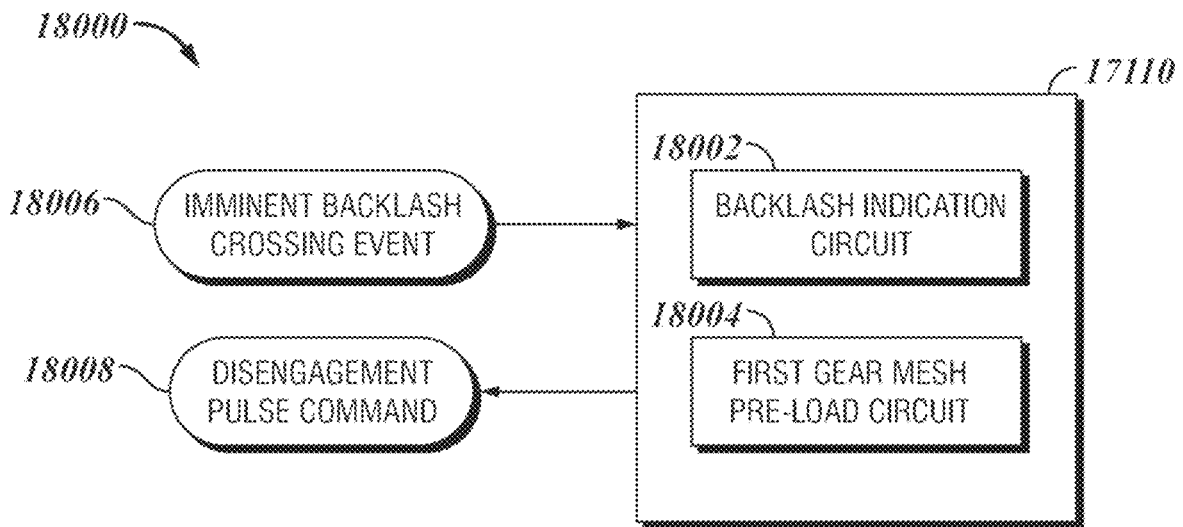 18000
17110
18006
IMMINENT BACKLASH
CROSSING EVENT
18002
BACKLASH INDICATION
CIRCUIT
18008
DISENGAGEMENT
PULSE COMMAND
18004
FIRST GEAR MESH
PRE-LOAD CIRCUIT